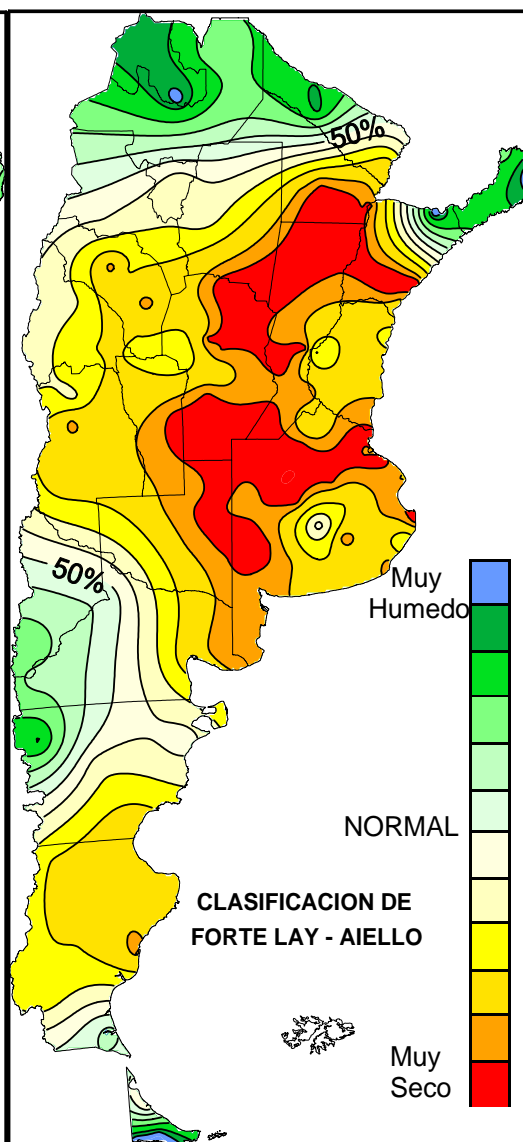 50%
50%
Muy
Humedo
NORMAL
CLASIFICACION DE
FORTE LAY - AIELLO
Muy
Seco